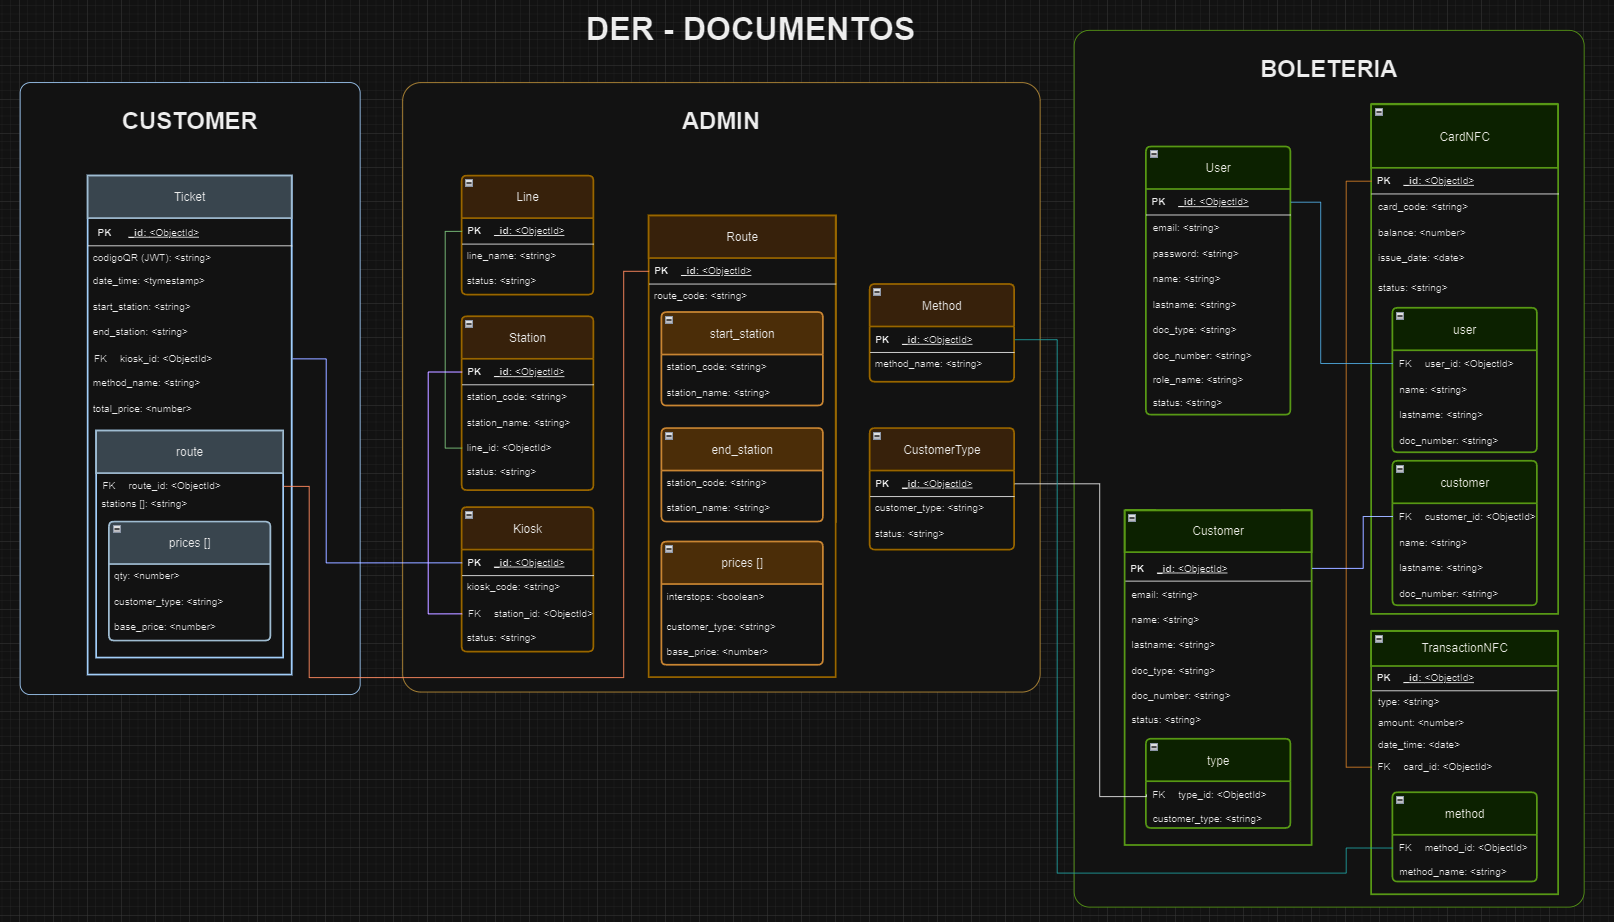 DER - DOCUMENTOS
CUSTOMER
Ticket
PK _id: <ObjectId>
codigoQR (JWT): <string>
date_time: <tymestamp>
start_station: <string>
end_station: <string>
FK kiosk_id: <ObjectId>
method_name: <string>
total_price: <number>
route
FK route_id: <ObjectId>
stations []: <string>
prices []
qty: <number>
customer_type: <string>
base_price: <number>
ADMIN
Line
PK _id: <ObjectId>
line_name: <string>
status: <string>
Station
PK _id: <ObjectId>
station_code: <string>
station_name: <string>
line_id: <ObjectId>
status: <string>
Kiosk
PK _id: <ObjectId>
kiosk_code: <string>
FK station_id: <ObjectId>
status: <string>
Route
PK _id: <ObjectId>
route_code: <string>
start_station
station_code: <string>
station_name: <string>
end_station
station_code: <string>
station_name: <string>
prices []
interstops: <boolean>
customer_type: <string>
base_price: <number>
Method
PK _id: <ObjectId>
method_name: <string>
CustomerType
PK _id: <ObjectId>
customer_type: <string>
status: <string>
BOLETERIA
User
PK _id: <ObjectId>
email: <string>
password: <string>
name: <string>
lastname: <string>
doc_type: <string>
doc_number: <string>
role_name: <string>
status: <string>
Customer
PK _id: <ObjectId>
email: <string>
name: <string>
lastname: <string>
doc_type: <string>
doc_number: <string>
status: <string>
type
FK type_id: <ObjectId>
customer_type: <string>
CardNFC
PK _id: <ObjectId>
card_code: <string>
balance: <number>
issue_date: <date>
status: <string>
user
FK user_id: <ObjectId>
name: <string>
lastname: <string>
doc_number: <string>
customer
FK customer_id: <ObjectId>
name: <string>
lastname: <string>
doc_number: <string>
TransactionNFC
PK _id: <ObjectId>
type: <string>
amount: <number>
date_time: <date>
FK card_id: <ObjectId>
method
FK method_id: <ObjectId>
method_name: <string>